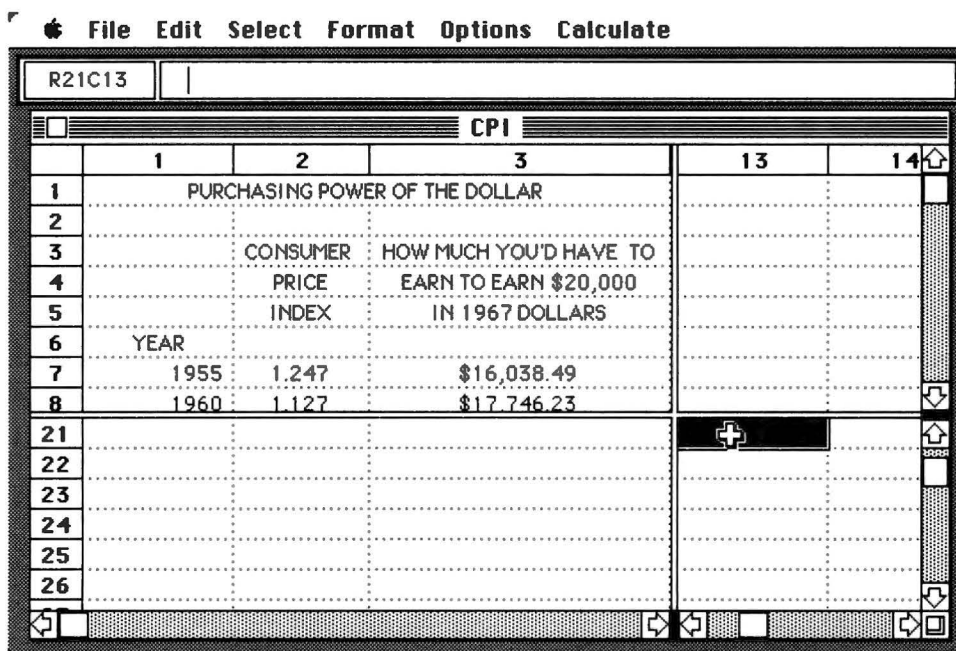 File Edit Select Format Options Calculate
R21C13
CPI
1 2 3 13 14
1 PURCHASING POWER OF THE DOLLAR
2
3 CONSUMER HOW MUCH YOU'D HAVE TO
4 PRICE EARN TO EARN $20,000
5 INDEX IN 1967 DOLLARS
6 YEAR
7 1955 1.247 $16,038.49
8 1960 1.127 $17,746.23
21
22
23
24
25
26